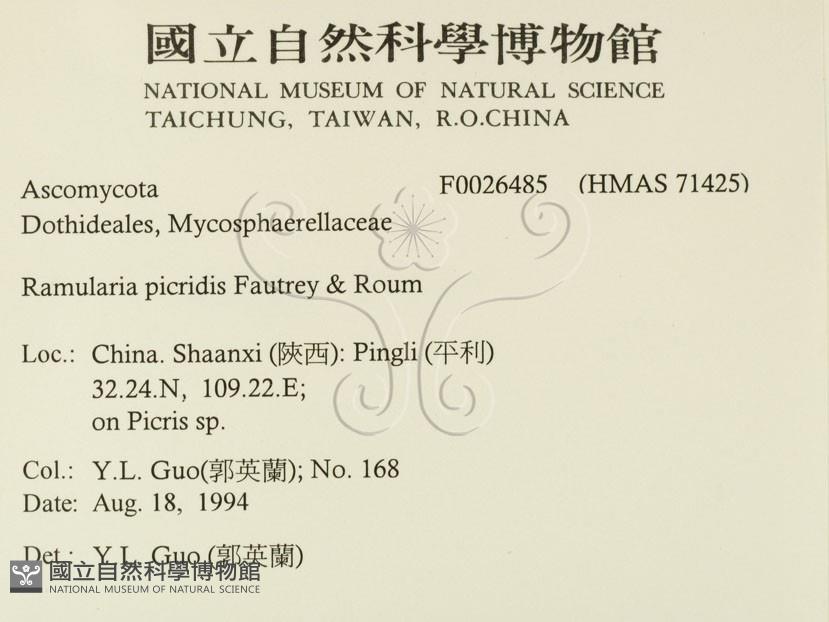 國立自然科學博物館
NATIONAL MUSEUM OF NATURAL SCIENCE
TAICHUNG, TAIWAN, R.O.CHINA
Ascomycota F0026485 (HMAS 71425)
Dothideales, Mycosphaerellaceae
Ramularia picridis Fautrey & Roum
Loc.: China. Shaanxi (陝西): Pingli (平利)
32.24.N, 109.22.E;
on Picris sp.
Col.: Y.L. Guo(郭英蘭); No. 168
Date: Aug. 18, 1994
Det.: Y.L. Guo (郭英蘭)
國立自然科學博物館
NATIONAL MUSEUM OF NATURAL SCIENCE